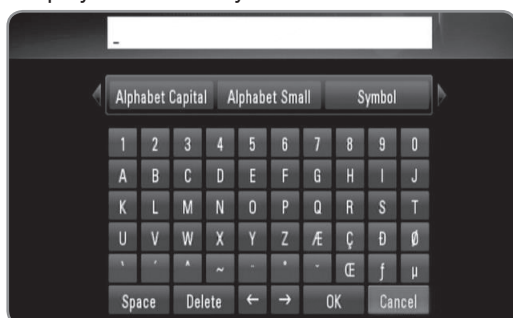 _
Alphabet Capital Alphabet Small Symbol
1 2 3 4 5 6 7 8 9 0
A B C D E F G H I J
K L M N O P Q R S T
U V W X Y Z Æ Ç Ð Ø
` ´ ^ ~ ¨ ° ˘ Œ ƒ µ
Space Delete ← → OK Cancel